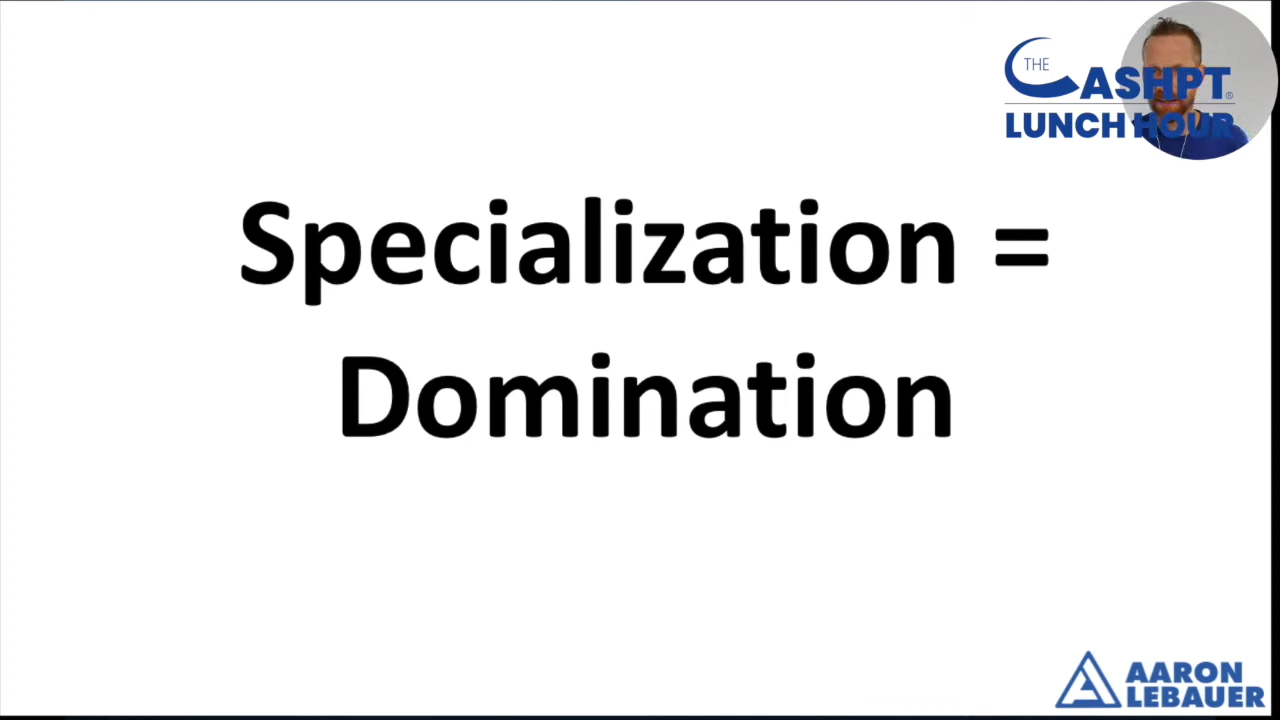 THE
CASHPT®
LUNCH HOUR
Specialization =
Domination
AARON
LEBAUER